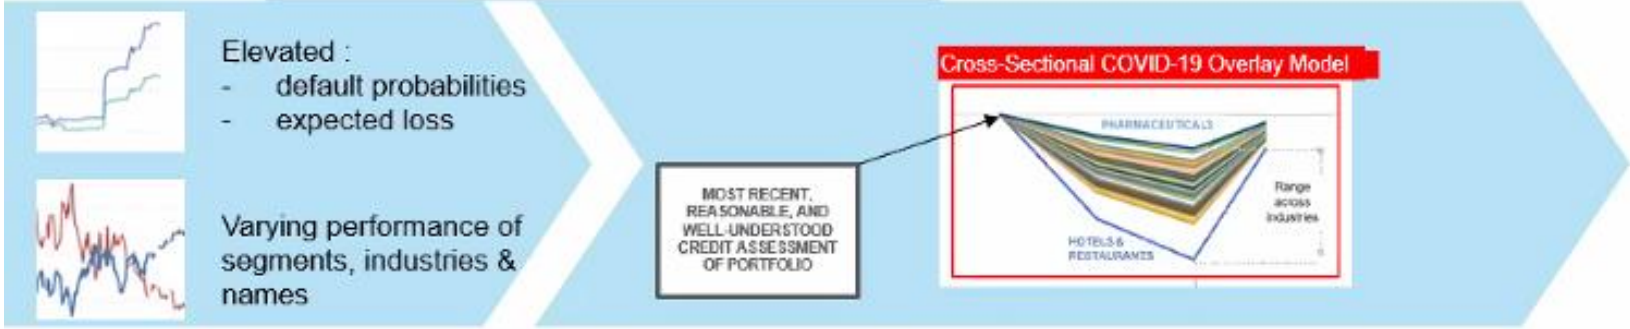 Elevated :
- default probabilities
- expected loss
Varying performance of
segments, industries &
names
MOST RECENT,
REASONABLE, AND
WELL-UNDERSTOOD
CREDIT ASSESSMENT
OF PORTFOLIO
Cross-Sectional COVID-19 Overlay Model
PHARMACEUTICALS
HOTELS &
RESTAURANTS
Range
across
industries